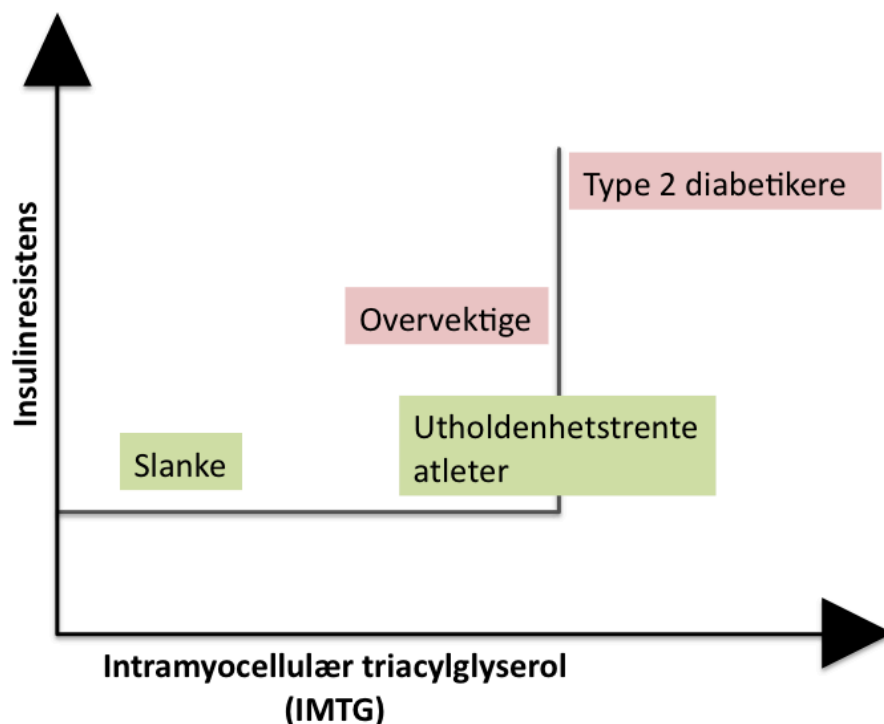 Insulinresistens
Type 2 diabetikere
Overvektige
Utholdenhetstrente
atleter
Slanke
Intramyocellulær triacylglyserol
(IMTG)